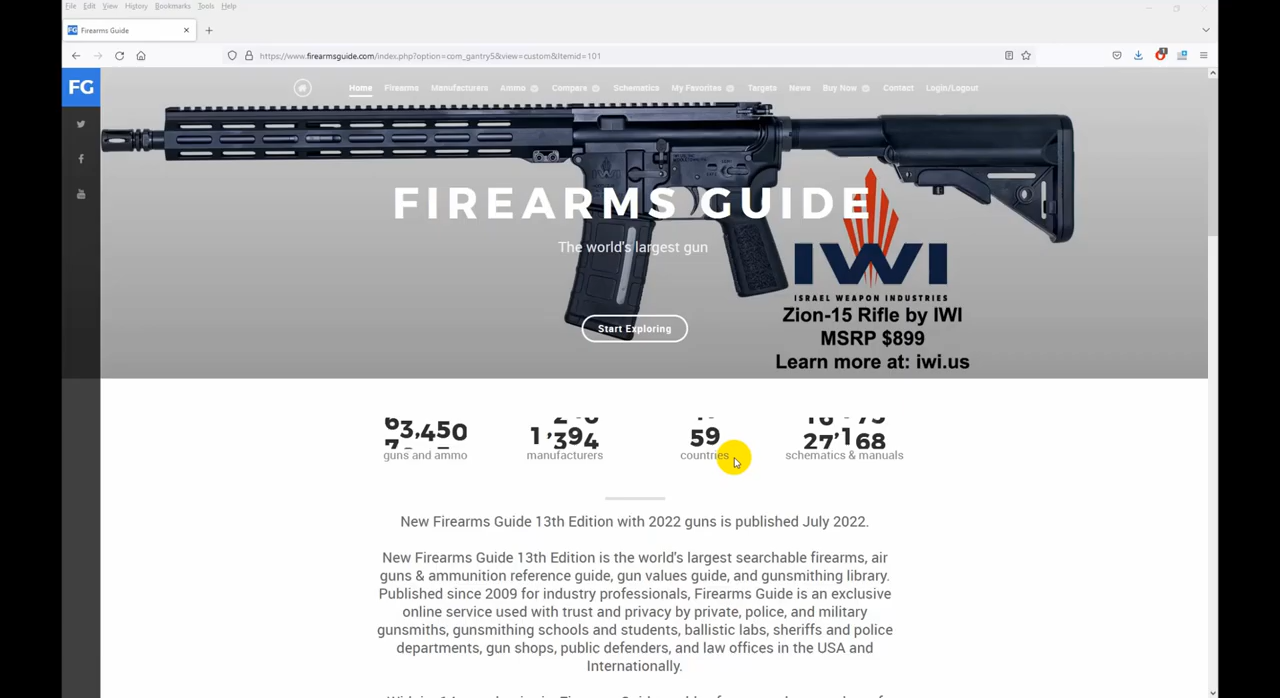 File Edit View History Bookmarks Tools Help
FG Firearms Guide
https://www.firearmsguide.com/index.php?option=com_gantry5&view=custom&Itemid=101
1
FG
Home Firearms Manufacturers Ammo Compare Schematics My Favorites Targets News Buy Now Contact Login/Logout
IWI
FIREARMS GUIDE
The world's largest gun
IWI
ISRAEL WEAPON INDUSTRIES
Zion-15 Rifle by IWI
MSRP $899
Learn more at: iwi.us
Start Exploring
59
guns and ammo manufacturers countries schematics & manuals
New Firearms Guide 13th Edition with 2022 guns is published July 2022.
New Firearms Guide 13th Edition is the world's largest searchable firearms, air
guns & ammunition reference guide, gun values guide, and gunsmithing library.
Published since 2009 for industry professionals, Firearms Guide is an exclusive
online service used with trust and privacy by private, police, and military
gunsmiths, gunsmithing schools and students, ballistic labs, sheriffs and police
departments, gun shops, public defenders, and law offices in the USA and
Internationally.